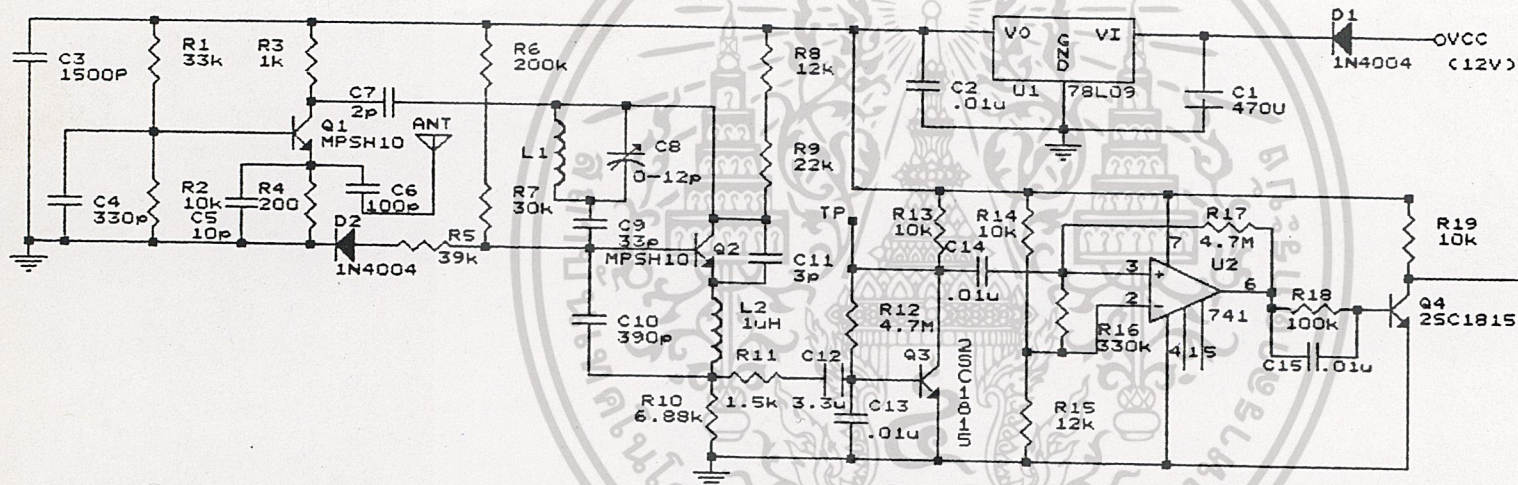 C3
1500P
R1
33k
R3
1k
C7
2p
Q1
MPSH10
ANT
C4
330p
R2
10k
C5
10p
R4
200
C6
100p
D2
1N4004
R5
39k
R6
200k
R7
30k
L1
C8
0-12p
C9
33p
MPSH10
Q2
C10
390p
R8
12k
R9
22k
C11
3p
L2
1uH
R10
6.88k
R11
1.5k
C12
3.3u
C13
.01u
TP
R12
4.7M
R13
10k
Q3
2SC1815
C14
.01u
R14
10k
R15
12k
R16
330k
R17
4.7M
U2
741
3
+
2
-
7
6
4
1
5
R18
100k
C15
.01u
R19
10k
Q4
2SC1815
C2
.01u
VO
GND
VI
U1
78L09
C1
470U
D1
1N4004
VCC
(12V)